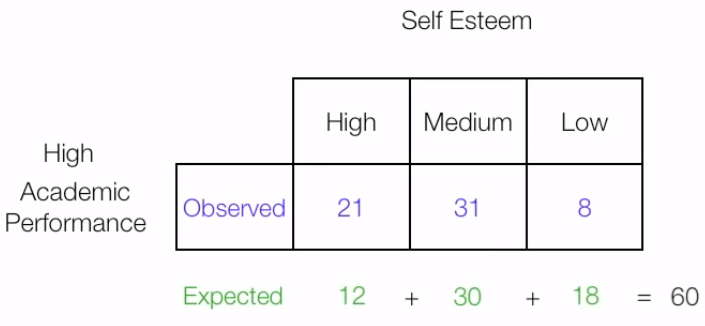 Self Esteem
High Medium Low
High
Academic
Performance
Observed 21 31 8
Expected 12 + 30 + 18 = 60